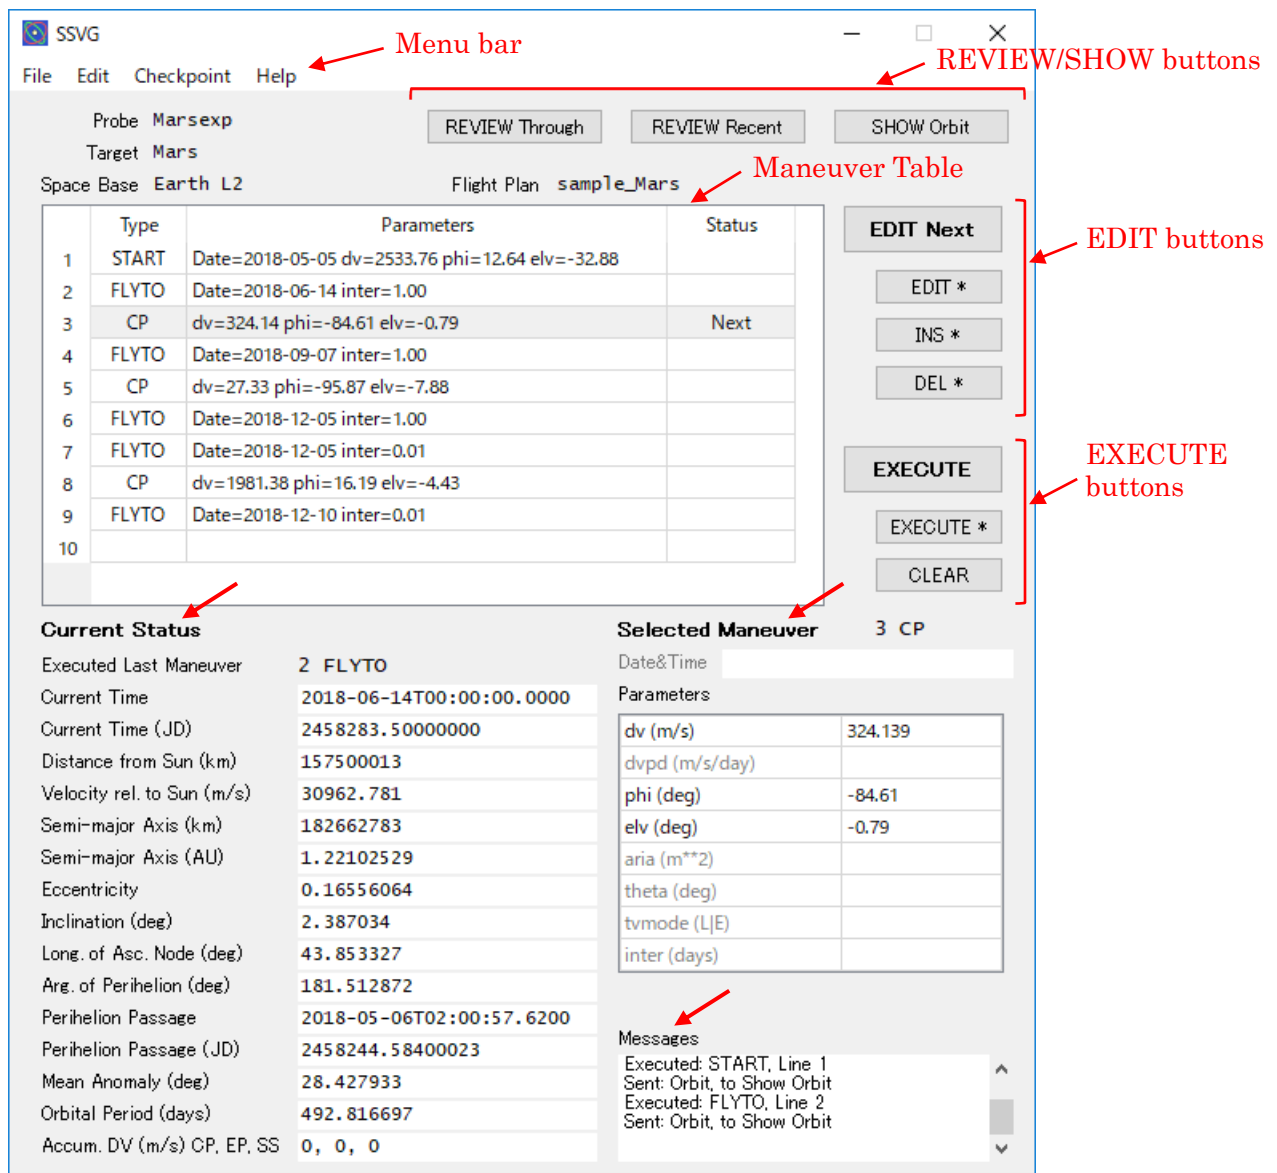 SSVG
Menu bar
REVIEW/SHOW buttons
File Edit Checkpoint Help
Probe Marsexp
REVIEW Through REVIEW Recent SHOW Orbit
Target Mars
Maneuver Table
Space Base Earth L2 Flight Plan sample_Mars
Type Parameters Status
EDIT Next
EDIT buttons
1 START Date=2018-05-05 dv=2533.76 phi=12.64 elv=-32.88
2 FLYTO Date=2018-06-14 inter=1.00
EDIT *
3 CP dv=324.14 phi=-84.61 elv=-0.79 Next
INS *
4 FLYTO Date=2018-09-07 inter=1.00
5 CP dv=27.33 phi=-95.87 elv=-7.88
DEL *
6 FLYTO Date=2018-12-05 inter=1.00
7 FLYTO Date=2018-12-05 inter=0.01
EXECUTE
EXECUTE
buttons
8 CP dv=1981.38 phi=16.19 elv=-4.43
9 FLYTO Date=2018-12-10 inter=0.01
EXECUTE *
10
CLEAR
Current Status
Executed Last Maneuver 2 FLYTO
Current Time 2018-06-14T00:00:00.0000
Current Time (JD) 2458283.50000000
Distance from Sun (km) 157500013
Velocity rel. to Sun (m/s) 30962.781
Semi-major Axis (km) 182662783
Semi-major Axis (AU) 1.22102529
Eccentricity 0.16556064
Inclination (deg) 2.387034
Long. of Asc. Node (deg) 43.853327
Arg. of Perihelion (deg) 181.512872
Perihelion Passage 2018-05-06T02:00:57.6200
Perihelion Passage (JD) 2458244.58400023
Mean Anomaly (deg) 28.427933
Orbital Period (days) 492.816697
Accum. DV (m/s) CP, EP, SS 0, 0, 0
Selected Maneuver 3 CP
Date&Time
Parameters
dv (m/s) 324.139
dvpd (m/s/day)
phi (deg) -84.61
elv (deg) -0.79
aria (m**2)
theta (deg)
tvmode (L|E)
inter (days)
Messages
Executed: START, Line 1
Sent: Orbit, to Show Orbit
Executed: FLYTO, Line 2
Sent: Orbit, to Show Orbit